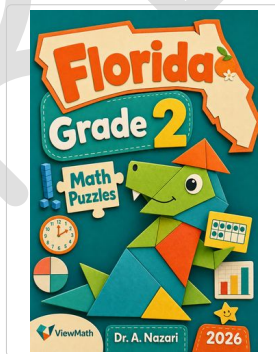 Florida
Grade 2
Math
Puzzles
ViewMath
Dr. A. Nazari
2026